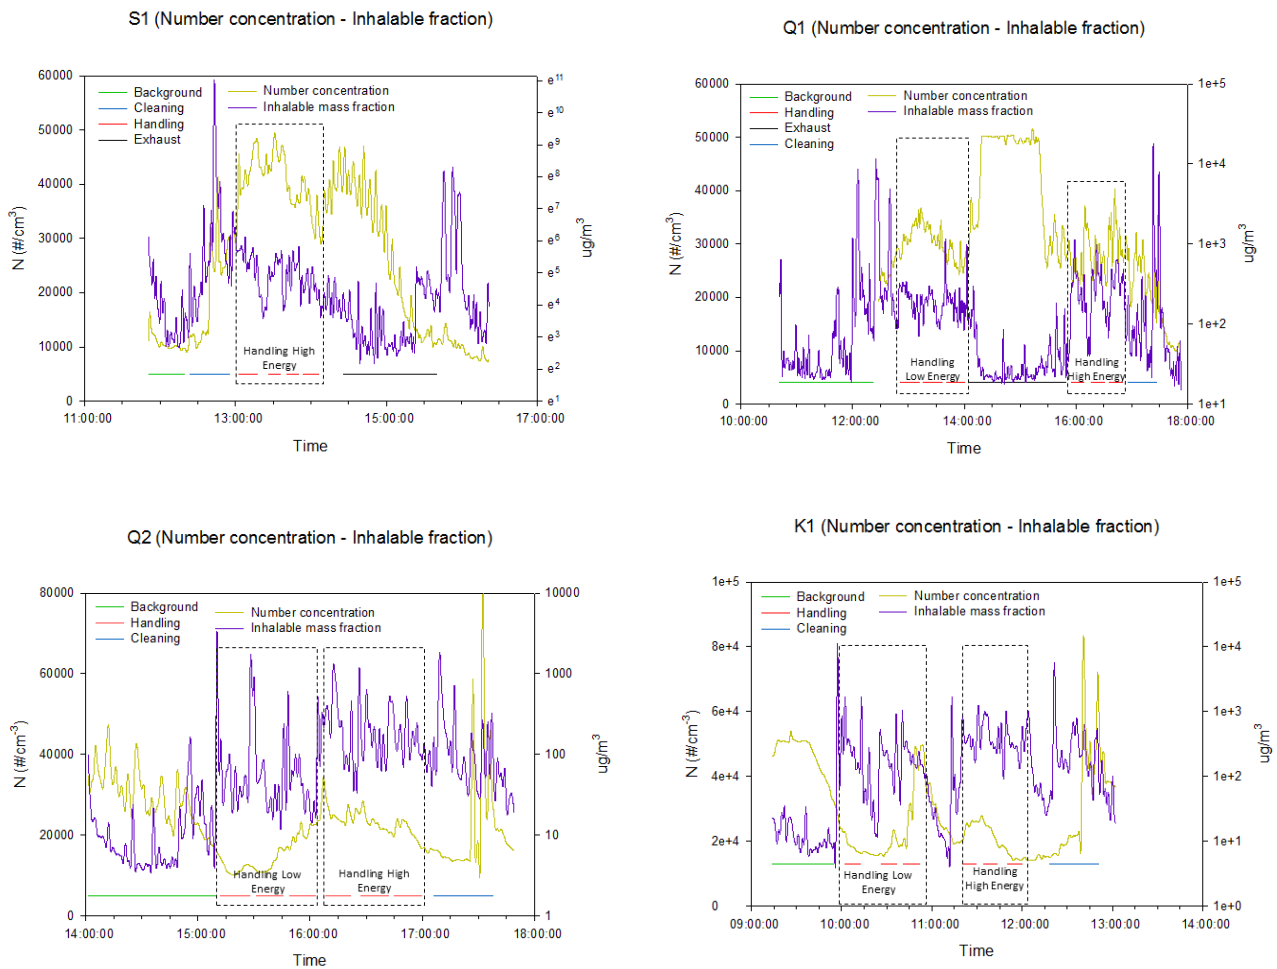 S1 (Number concentration - Inhalable fraction)
60000
50000
40000
30000
20000
10000
0
N (#/cm3)
Background
Cleaning
Handling
Exhaust
Number concentration
Inhalable mass fraction
e11
e10
e9
e8
e7
e6
e5
e4
e3
e2
e1
ug/m3
Handling High
Energy
11:00:00
13:00:00
15:00:00
17:00:00
Time
Q1 (Number concentration - Inhalable fraction)
60000
50000
40000
30000
20000
10000
0
N (#/cm3)
Background
Handling
Exhaust
Cleaning
Number concentration
Inhalable mass fraction
1e+5
1e+4
1e+3
1e+2
1e+1
ug/m3
Handling
Low Energy
Handling
High Energy
10:00:00
12:00:00
14:00:00
16:00:00
18:00:00
Time
Q2 (Number concentration - Inhalable fraction)
80000
60000
40000
20000
0
N (#/cm-3)
Background
Handling
Cleaning
Number concentration
Inhalable mass fraction
10000
1000
100
10
1
ug/m3
Handling Low
Energy
Handling High
Energy
14:00:00
15:00:00
16:00:00
17:00:00
18:00:00
Time
K1 (Number concentration - Inhalable fraction)
1e+5
8e+4
6e+4
4e+4
2e+4
0
N (#/cm-3)
Background
Handling
Cleaning
Number concentration
Inhalable mass fraction
1e+5
1e+4
1e+3
1e+2
1e+1
1e+0
ug/m3
Handling Low
Energy
Handling
High Energy
09:00:00
10:00:00
11:00:00
12:00:00
13:00:00
14:00:00
Time